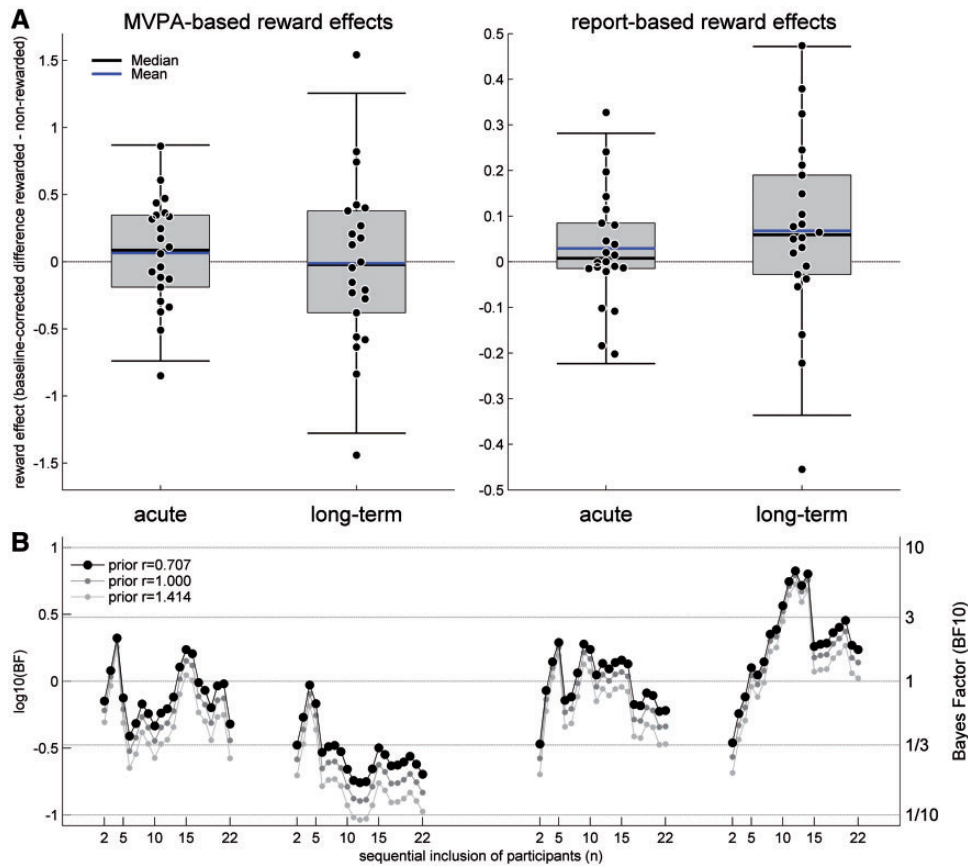 A
MVPA-based reward effects
report-based reward effects
reward effect (baseline-corrected difference rewarded - non-rewarded)
1.5
1
0.5
0
-0.5
-1
-1.5
Median
Mean
0.5
0.4
0.3
0.2
0.1
0
-0.1
-0.2
-0.3
-0.4
-0.5
acute
long-term
acute
long-term
B
log10(BF)
1
0.5
0
-0.5
-1
prior r=0.707
prior r=1.000
prior r=1.414
10
3
1
1/3
1/10
Bayes Factor (BF10)
2 5 10 15 22
2 5 10 15 22
2 5 10 15 22
2 5 10 15 22
sequential inclusion of participants (n)